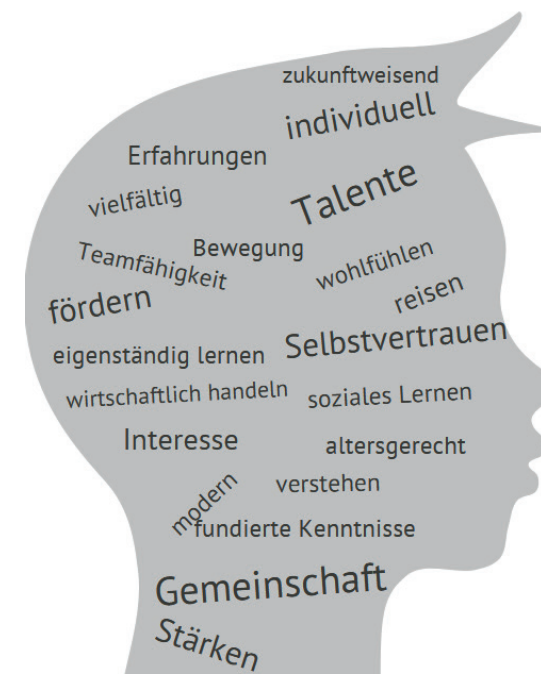 zukunftweisend
individuell
Erfahrungen
vielfältig
Talente
Bewegung
Teamfähigkeit
wohlfühlen
reisen
fördern
Selbstvertrauen
eigenständig lernen
wirtschaftlich handeln
soziales Lernen
Interesse
altersgerecht
verstehen
modern
fundierte Kenntnisse
Gemeinschaft
Stärken